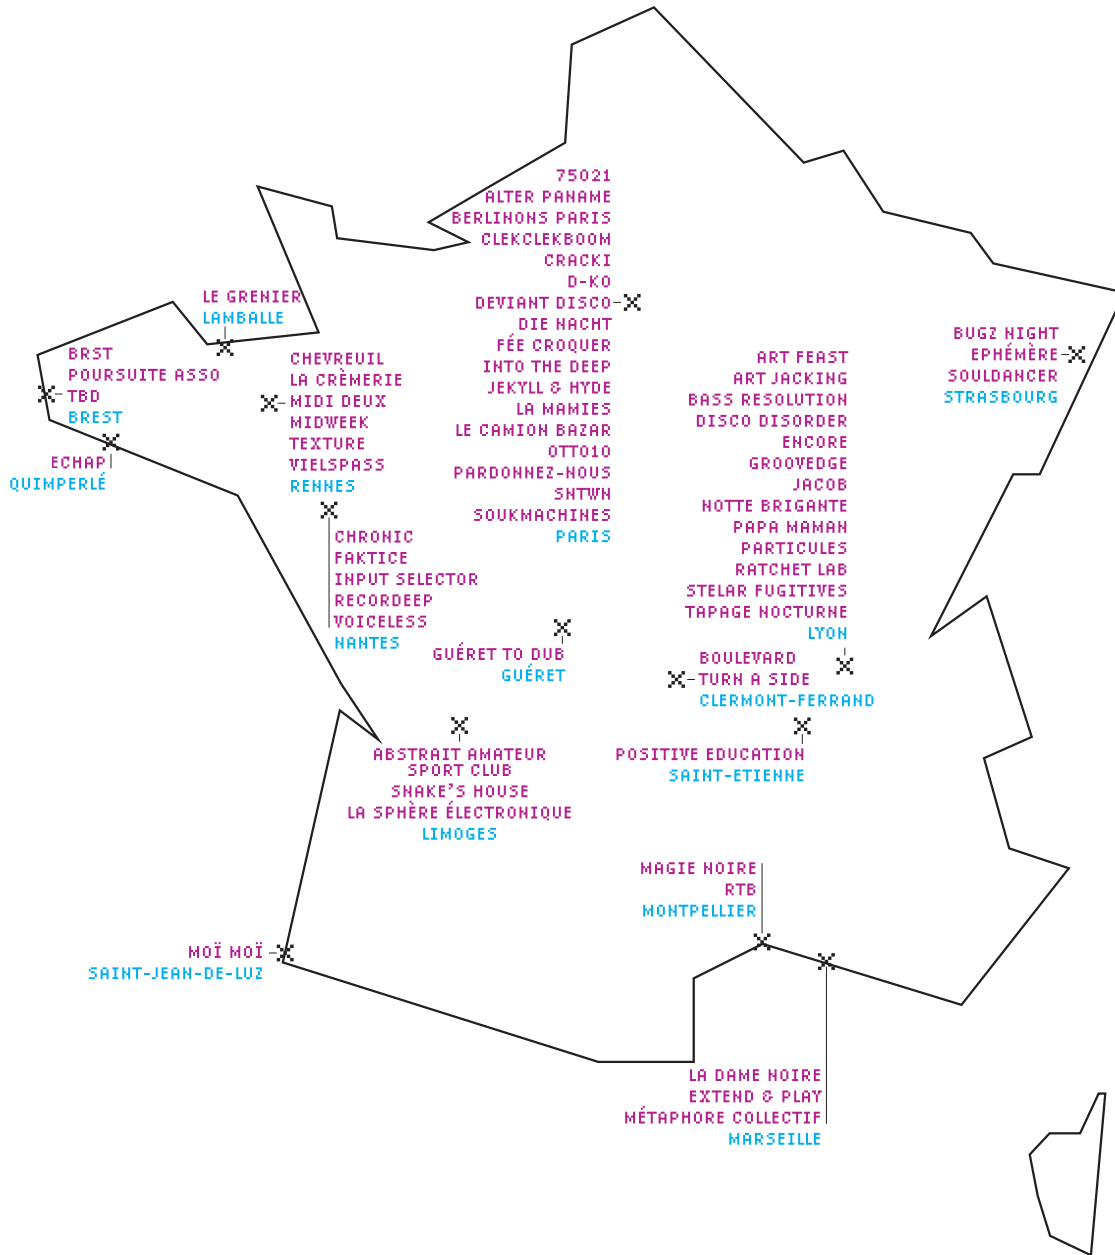 75021
ALTER PANAME
BERLINONS PARIS
CLEKCLEKBOOM
CRACKI
D-KO
DEVIANT DISCO
DIE NACHT
FÉE CROQUER
INTO THE DEEP
JEKYLL & HYDE
LA MAMIES
LE CAMION BAZAR
OTTO10
PARDONNEZ-NOUS
SNTWN
SOUKMACHINES
PARIS
LE GRENIER
LAMBALLE
BRST
POURSUITE ASSO
TBD
BREST
ECHAP
QUIMPERLÉ
CHEVREUIL
LA CRÈMERIE
MIDI DEUX
MIDWEEK
TEXTURE
VIELSPASS
RENNES
CHRONIC
FAKTICE
INPUT SELECTOR
RECORDEEP
VOICELESS
NANTES
BUGZ NIGHT
EPHÉMÈRE
SOULDANCER
STRASBOURG
ART FEAST
ART JACKING
BASS RESOLUTION
DISCO DISORDER
ENCORE
GROOVEDGE
JACOB
NOTTE BRIGANTE
PAPA MAMAN
PARTICULES
RATCHET LAB
STELAR FUGITIVES
TAPAGE NOCTURNE
LYON
GUÉRET TO DUB
GUÉRET
BOULEVARD
TURN A SIDE
CLERMONT-FERRAND
ABSTRAIT AMATEUR
SPORT CLUB
SNAKE'S HOUSE
LA SPHÈRE ÉLECTRONIQUE
LIMOGES
POSITIVE EDUCATION
SAINT-ETIENNE
MAGIE NOIRE
RTB
MONTPELLIER
MOÏ MOÏ
SAINT-JEAN-DE-LUZ
LA DAME NOIRE
EXTEND & PLAY
MÉTAPHORE COLLECTIF
MARSEILLE